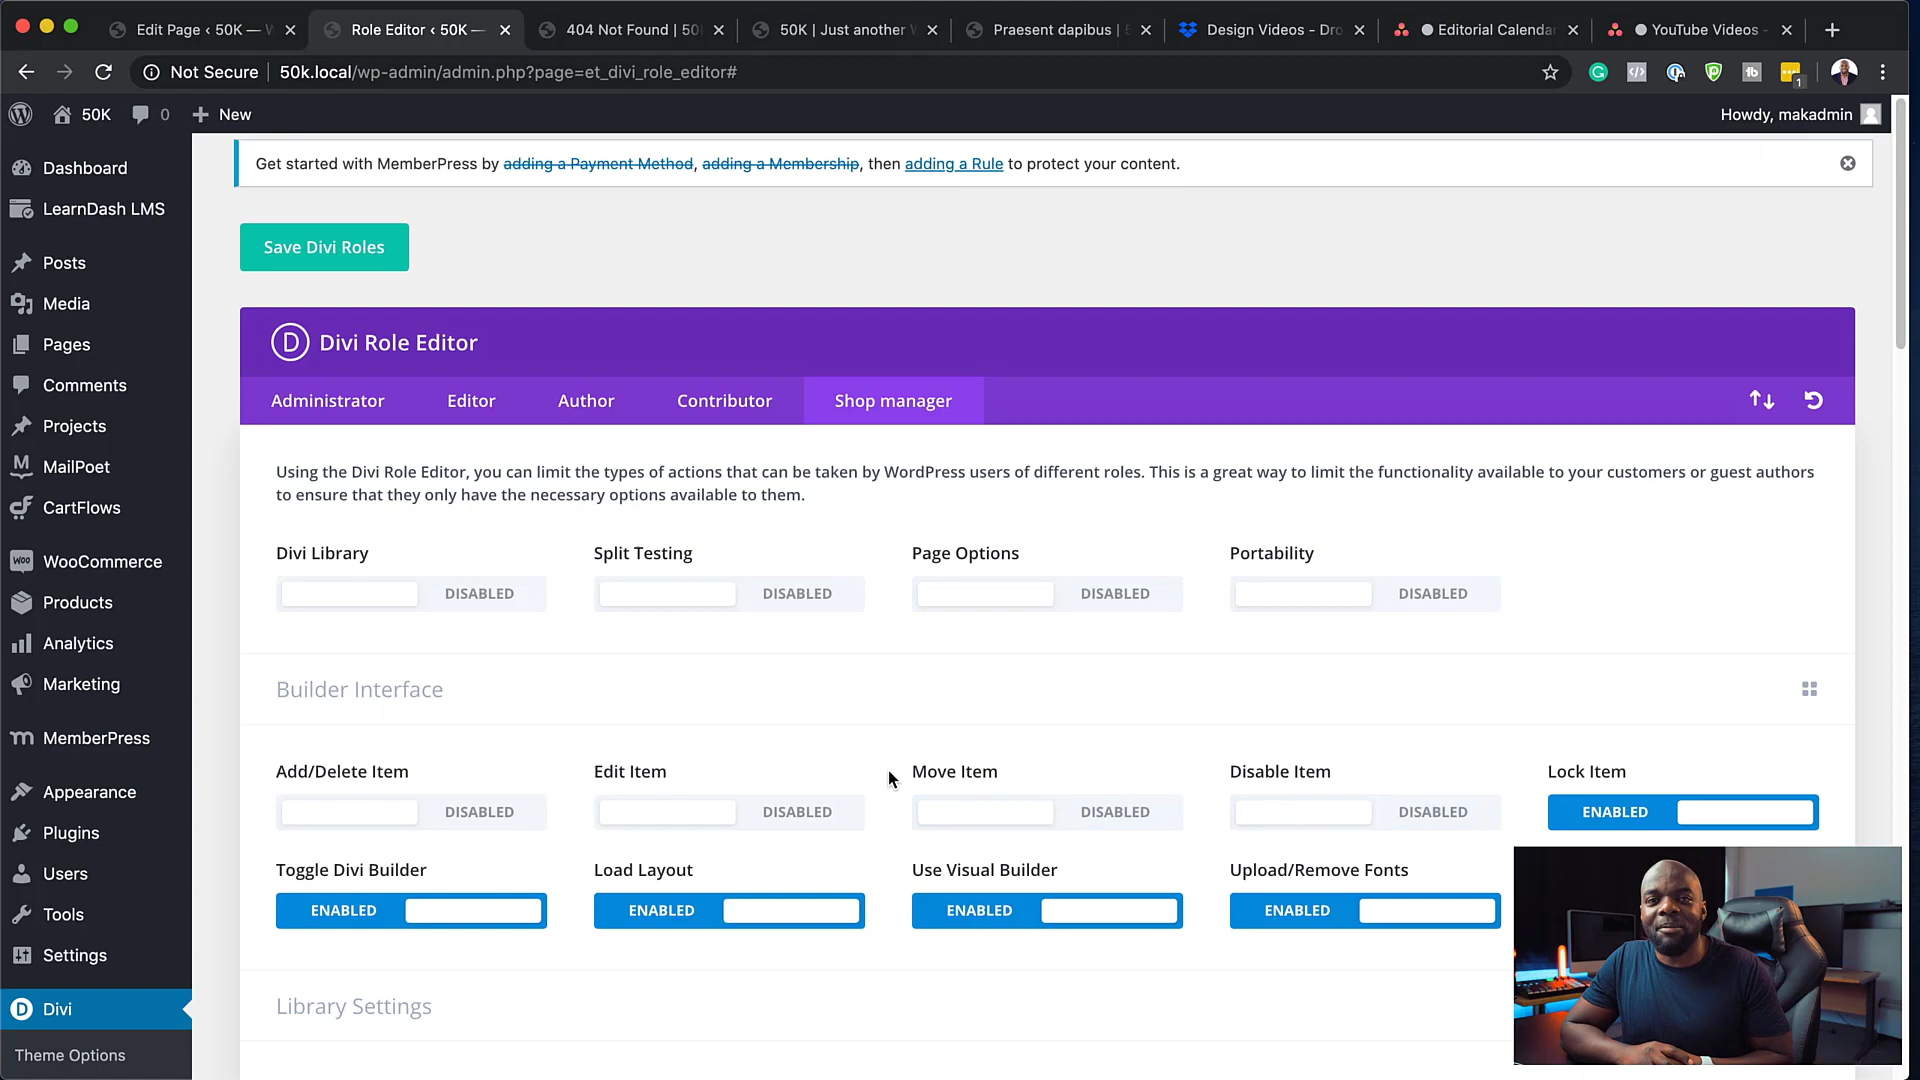 Edit Page ‹ 50K — W
Role Editor ‹ 50K —
404 Not Found | 50
50K | Just another W
Praesent dapibus | 5
Design Videos - Dro
Editorial Calenda
YouTube Videos -
Not Secure
50k.local/wp-admin/admin.php?page=et_divi_role_editor#
1
50K
0
New
Howdy, makadmin
Dashboard
LearnDash LMS
Posts
Media
Pages
Comments
Projects
MailPoet
CartFlows
WooCommerce
Products
Analytics
Marketing
MemberPress
Appearance
Plugins
Users
Tools
Settings
Divi
Theme Options
Get started with MemberPress by adding a Payment Method, adding a Membership, then adding a Rule to protect your content.
Save Divi Roles
D Divi Role Editor
Administrator
Editor
Author
Contributor
Shop manager
Using the Divi Role Editor, you can limit the types of actions that can be taken by WordPress users of different roles. This is a great way to limit the functionality available to your customers or guest authors
to ensure that they only have the necessary options available to them.
Divi Library
Split Testing
Page Options
Portability
DISABLED
DISABLED
DISABLED
DISABLED
Builder Interface
Add/Delete Item
Edit Item
Move Item
Disable Item
Lock Item
DISABLED
DISABLED
DISABLED
DISABLED
ENABLED
Toggle Divi Builder
Load Layout
Use Visual Builder
Upload/Remove Fonts
ENABLED
ENABLED
ENABLED
ENABLED
Library Settings